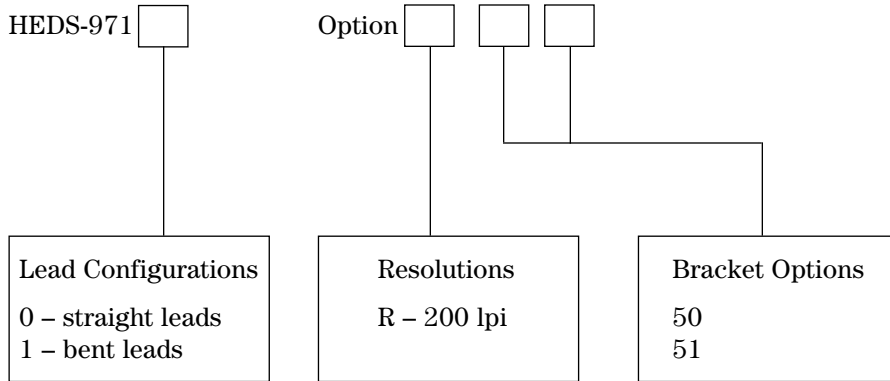 HEDS-971 Option
Lead Configurations
0 – straight leads
1 – bent leads
Resolutions
R – 200 lpi
Bracket Options
50
51